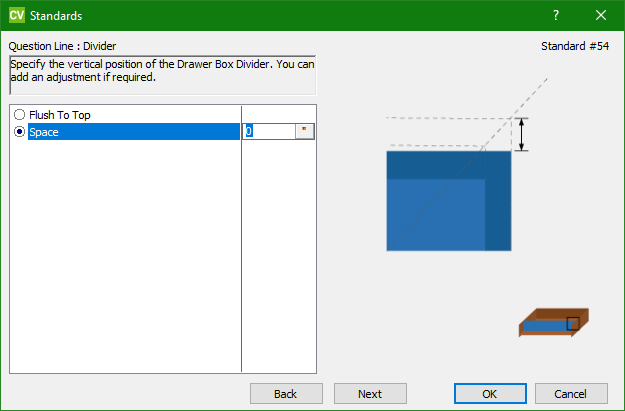 CV Standards ?
Question Line : Divider
Standard #54
Specify the vertical position of the Drawer Box Divider. You can
add an adjustment if required.
Flush To Top
Space 0 "
Back Next OK Cancel